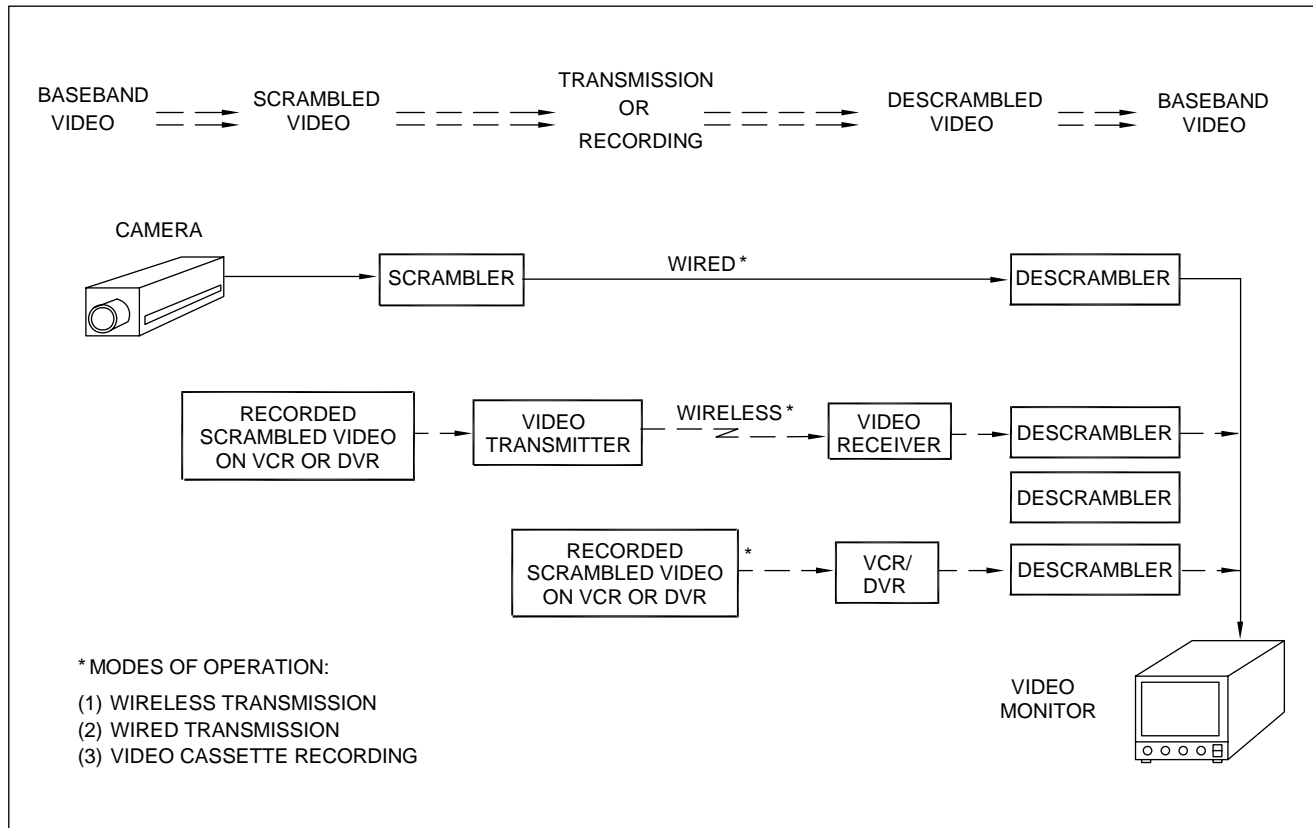 BASEBAND
VIDEO
SCRAMBLED
VIDEO
TRANSMISSION
OR
RECORDING
DESCRAMBLED
VIDEO
BASEBAND
VIDEO
CAMERA
SCRAMBLER
WIRED *
DESCRAMBLER
RECORDED
SCRAMBLED VIDEO
ON VCR OR DVR
VIDEO
TRANSMITTER
WIRELESS *
VIDEO
RECEIVER
DESCRAMBLER
DESCRAMBLER
RECORDED
SCRAMBLED VIDEO
ON VCR OR DVR
*
VCR/
DVR
DESCRAMBLER
* MODES OF OPERATION:
(1) WIRELESS TRANSMISSION
(2) WIRED TRANSMISSION
(3) VIDEO CASSETTE RECORDING
VIDEO
MONITOR